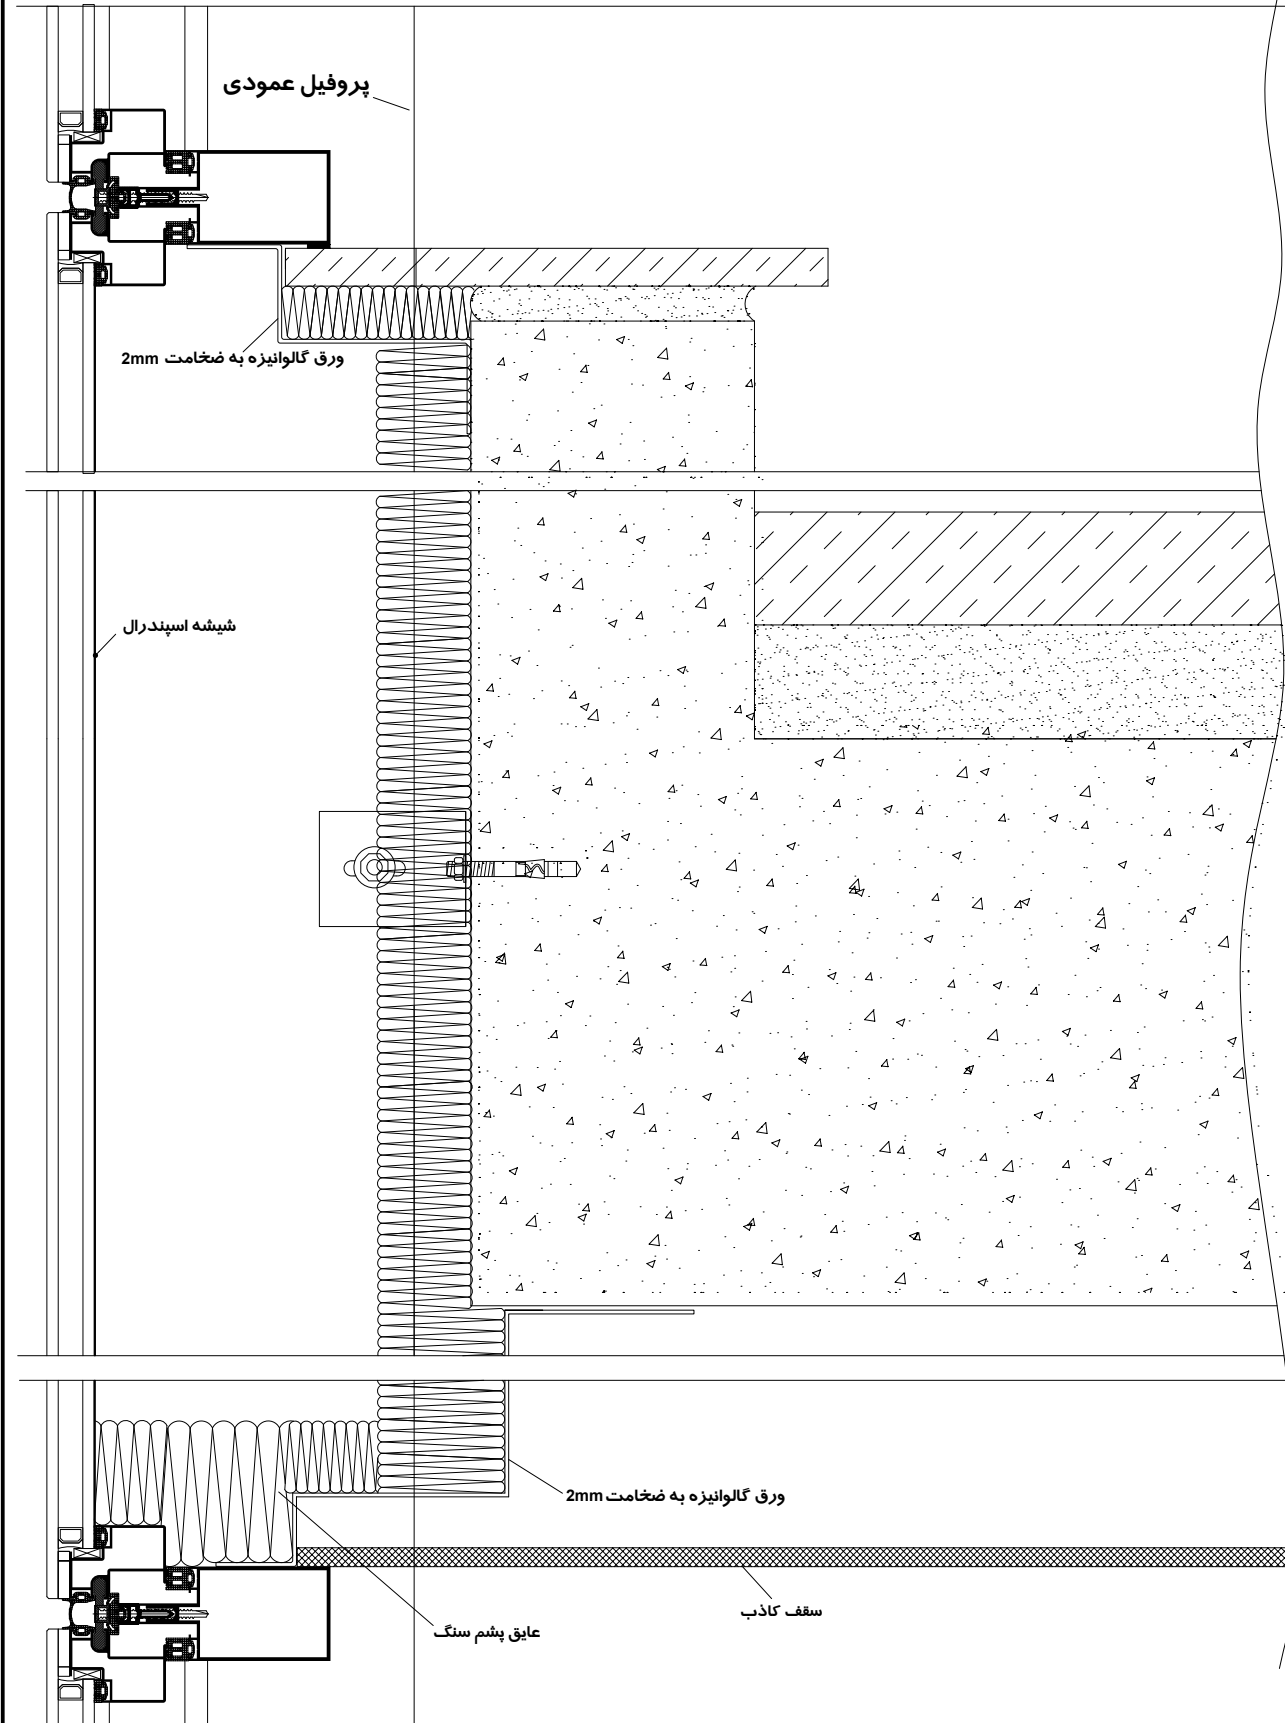 پروفیل عمودی
ورق گالوانیزه به ضخامت 2mm
شیشه اسپندرال
ورق گالوانیزه به ضخامت 2mm
سقف کاذب
عایق پشم سنگ